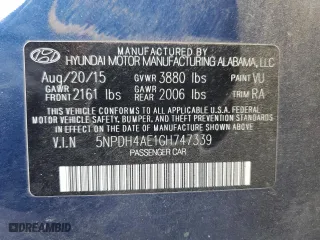 MANUFACTURED BY
HYUNDAI MOTOR MANUFACTURING ALABAMA, LLC
Aug/20/15 GVWR 3880 lbs PAINT VU
GAWR FRONT 2161 lbs GAWR REAR 2006 lbs TRIM RA
THIS VEHICLE CONFORMS TO ALL APPLICABLE U.S.
FEDERAL MOTOR VEHICLE SAFETY, BUMPER, AND THEFT
PREVENTION STANDARDS IN EFFECT ON THE DATE OF
MANUFACTURE SHOWN ABOVE.
V.I.N 5NPDH4AE1GH747339
PASSENGER CAR